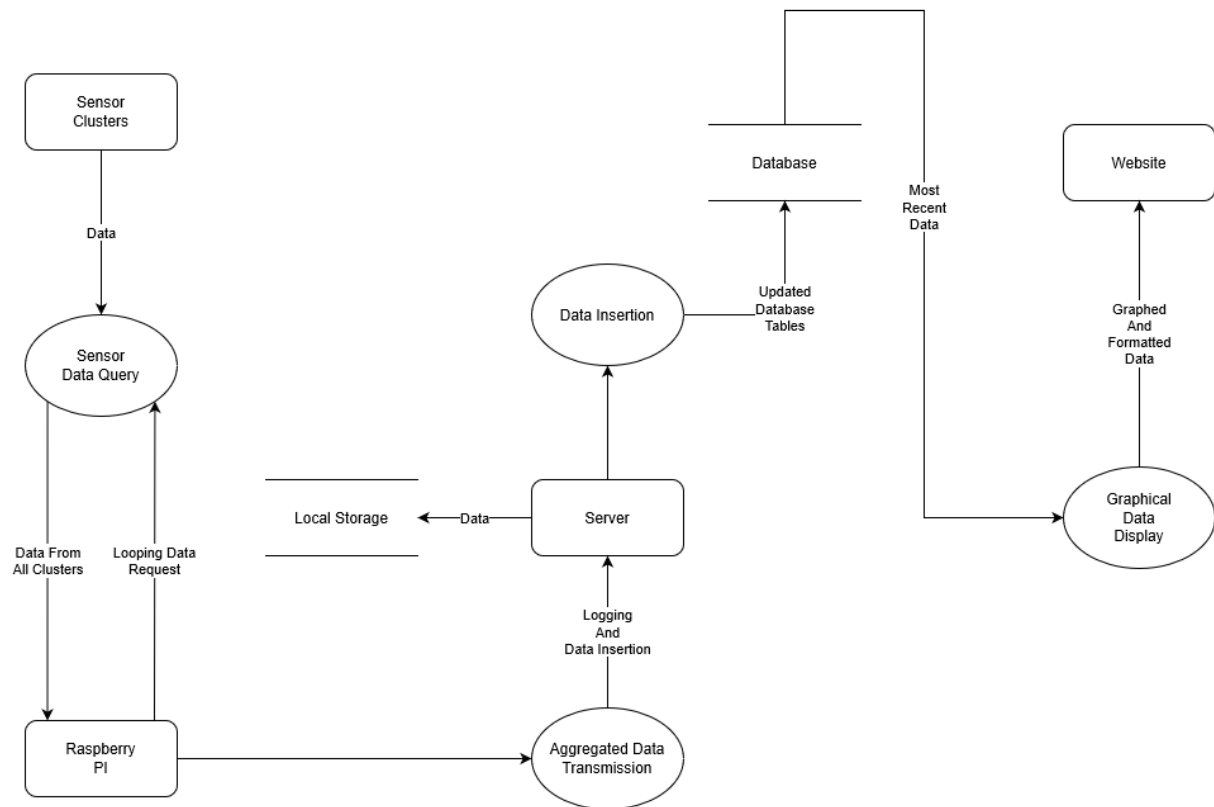 Sensor
Clusters
Data
Sensor
Data Query
Data From
All Clusters
Looping Data
Request
Raspberry
PI
Aggregated Data
Transmission
Logging
And
Data Insertion
Server
Data
Local Storage
Data Insertion
Updated
Database
Tables
Database
Most
Recent
Data
Graphical
Data
Display
Graphed
And
Formatted
Data
Website